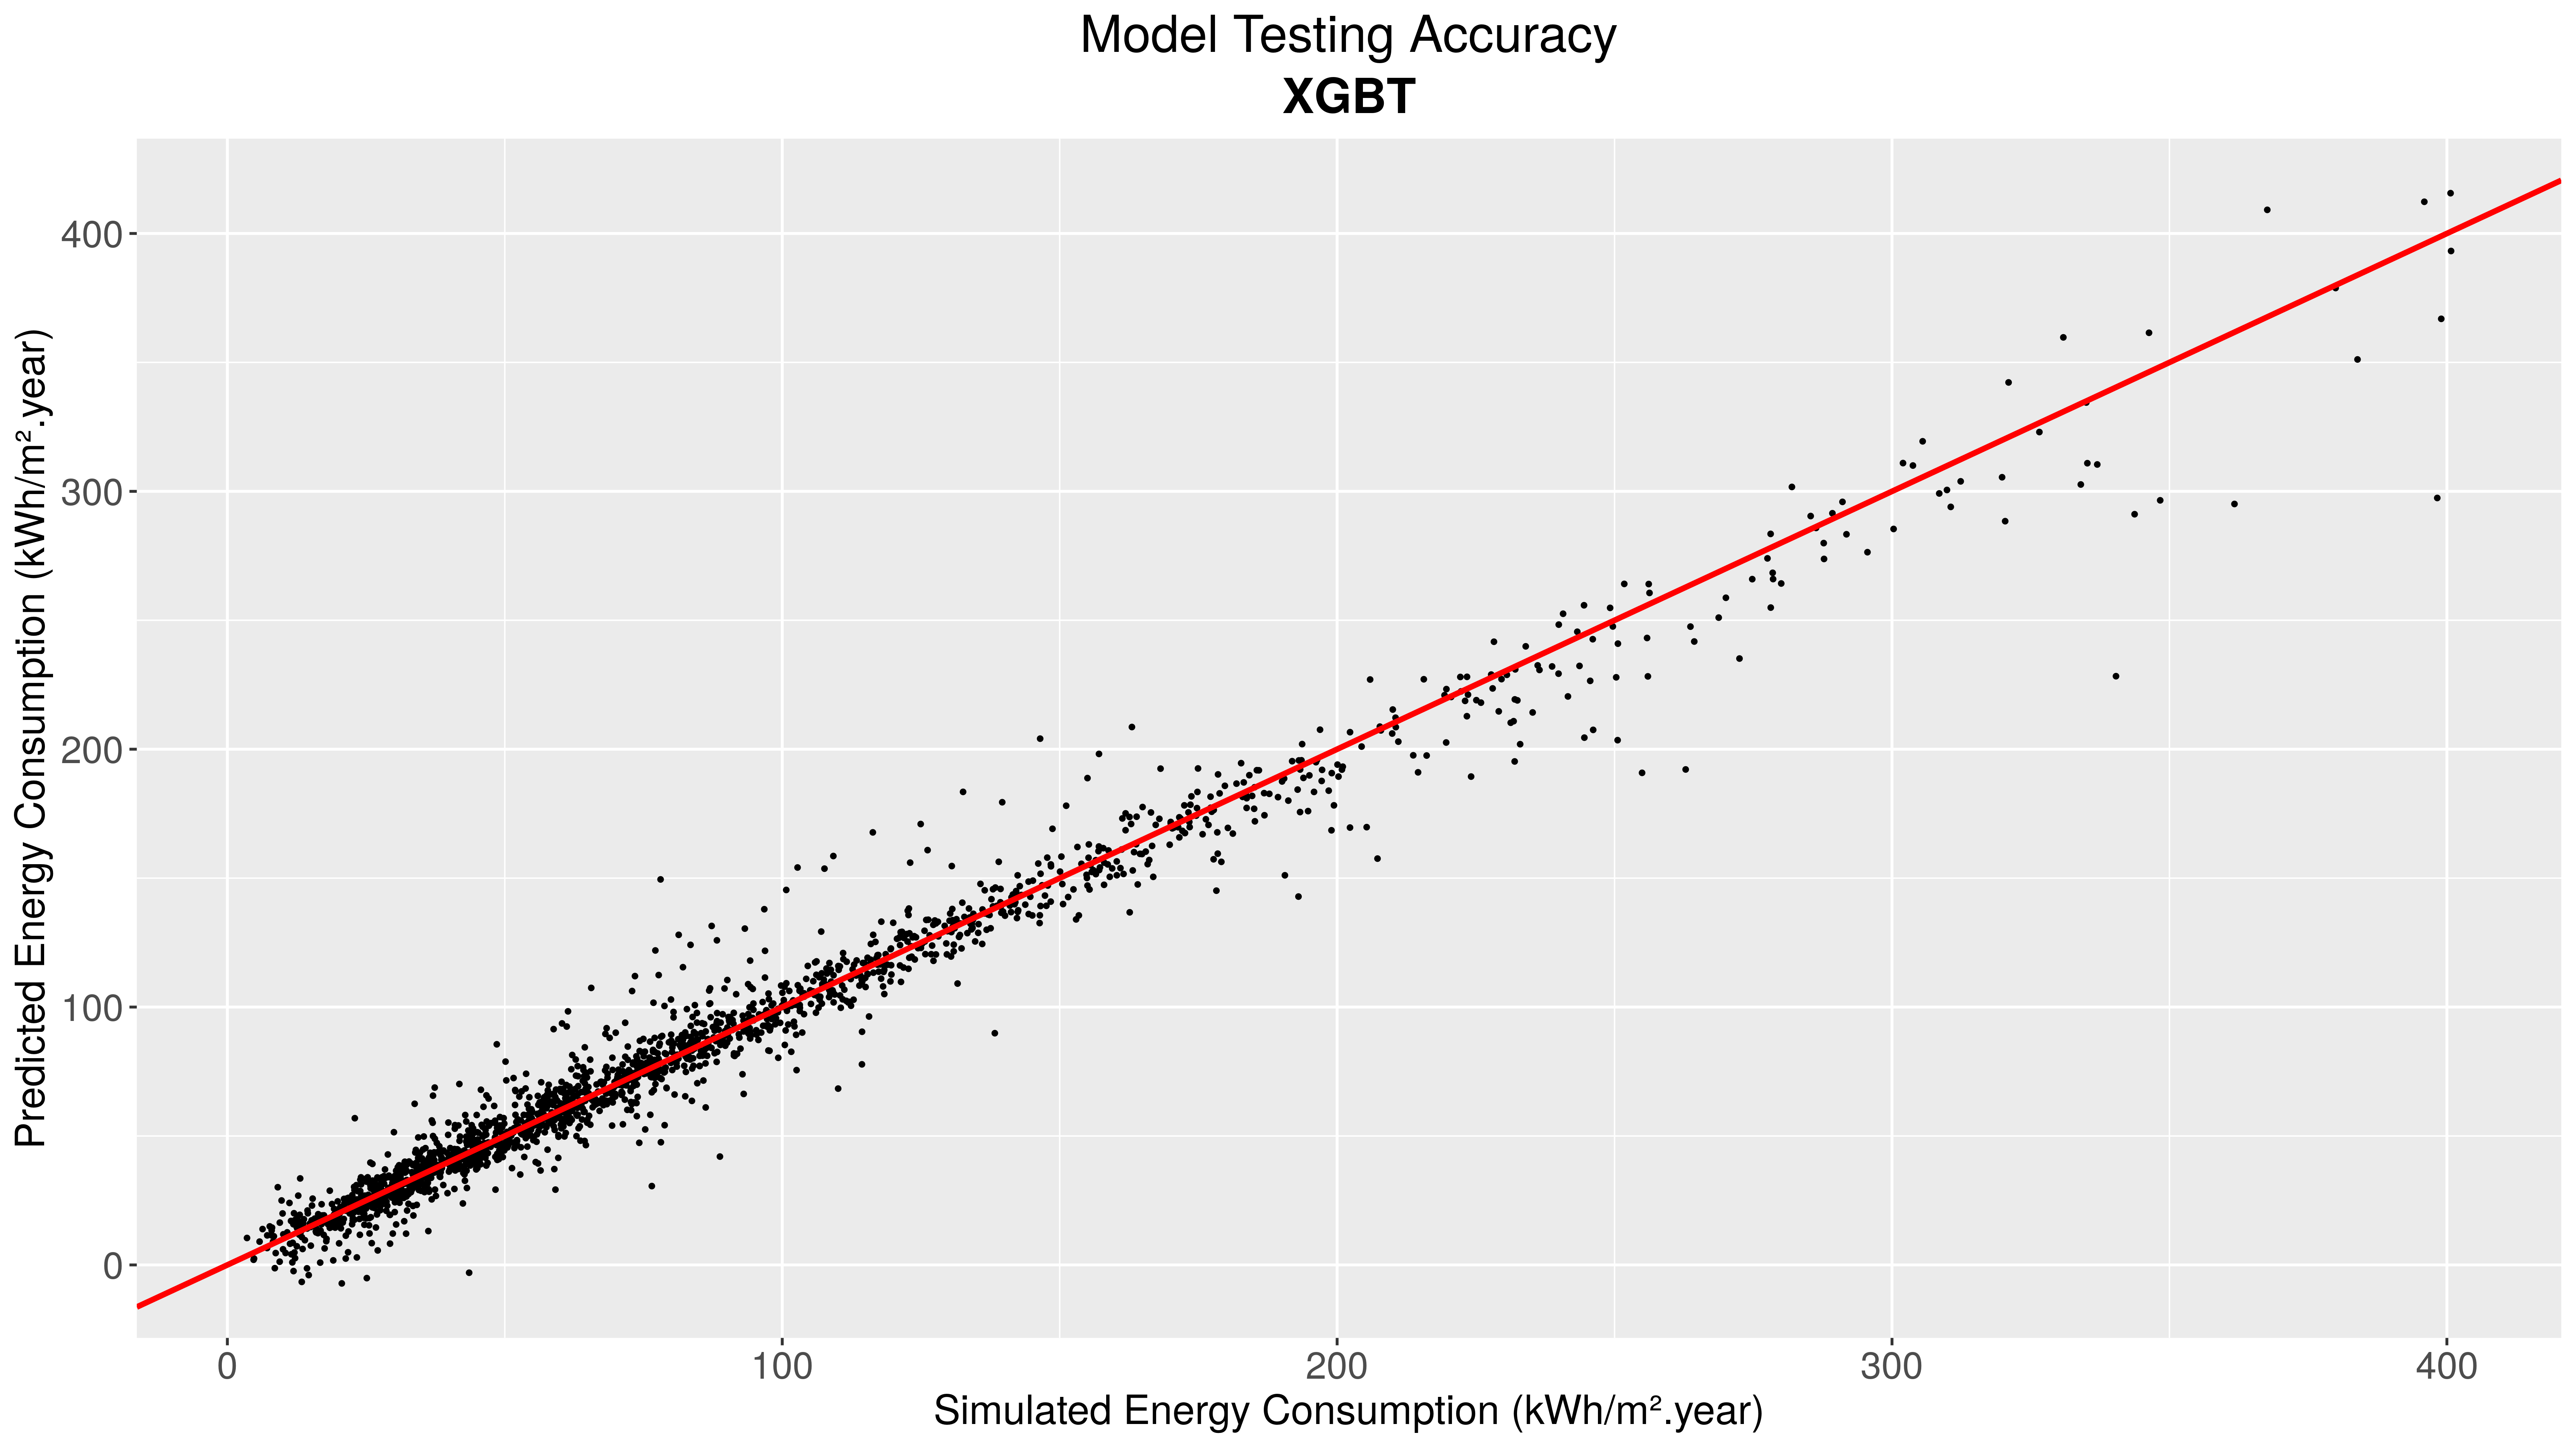 Model Testing Accuracy
XGBT
Predicted Energy Consumption (kWh/m².year)
400
300
200
100
0
0 100 200 300 400
Simulated Energy Consumption (kWh/m².year)